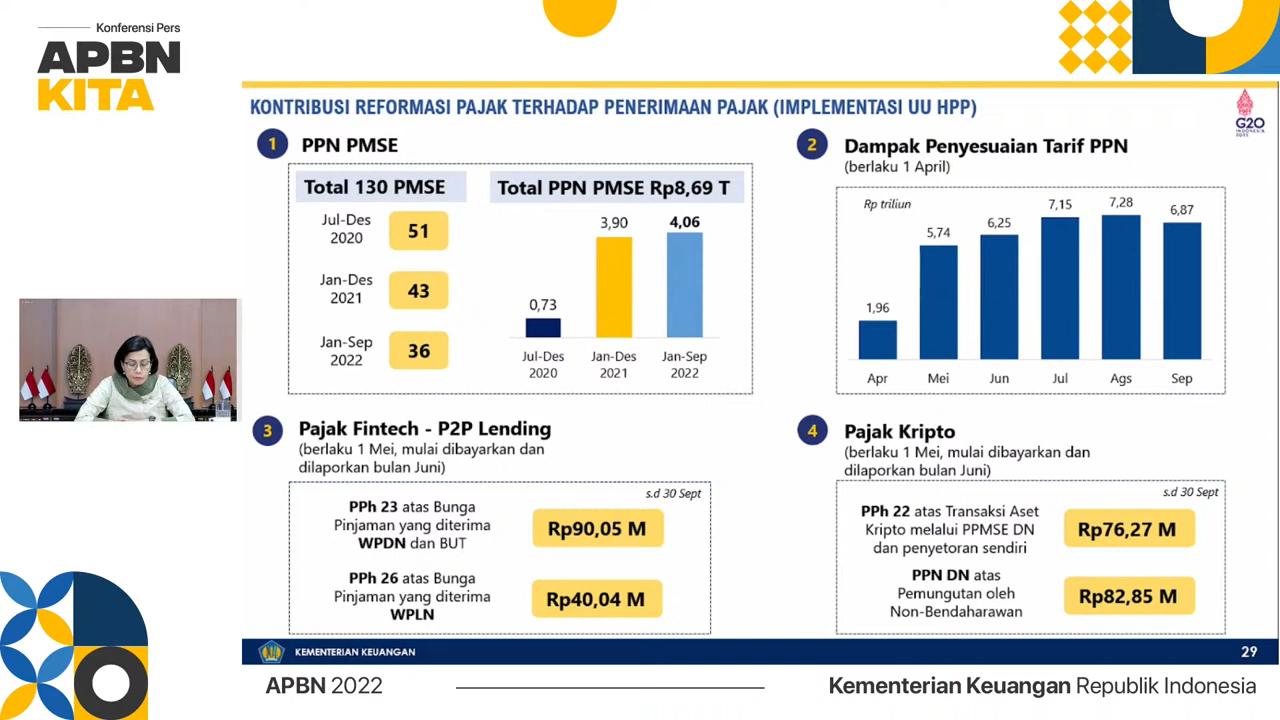 Konferensi Pers
APBN
KITA
KONTRIBUSI REFORMASI PAJAK TERHADAP PENERIMAAN PAJAK (IMPLEMENTASI UU HPP)
G20
INDONESIA
2022
1
PPN PMSE
Total 130 PMSE
Jul-Des
2020
51
Jan-Des
2021
43
Jan-Sep
2022
36
Total PPN PMSE Rp8,69 T
0,73
3,90
4,06
Jul-Des
2020
Jan-Des
2021
Jan-Sep
2022
2
Dampak Penyesuaian Tarif PPN
(berlaku 1 April)
Rp triliun
1,96
5,74
6,25
7,15
7,28
6,87
Apr
Mei
Jun
Jul
Ags
Sep
3
Pajak Fintech - P2P Lending
(berlaku 1 Mei, mulai dibayarkan dan
dilaporkan bulan Juni)
s.d 30 Sept
PPh 23 atas Bunga
Pinjaman yang diterima
WPDN dan BUT
Rp90,05 M
PPh 26 atas Bunga
Pinjaman yang diterima
WPLN
Rp40,04 M
4
Pajak Kripto
(berlaku 1 Mei, mulai dibayarkan dan
dilaporkan bulan Juni)
s.d 30 Sept
PPh 22 atas Transaksi Aset
Kripto melalui PPMSE DN
dan penyetoran sendiri
Rp76,27 M
PPN DN atas
Pemungutan oleh
Non-Bendaharawan
Rp82,85 M
KEMENTERIAN KEUANGAN
29
APBN 2022
Kementerian Keuangan Republik Indonesia